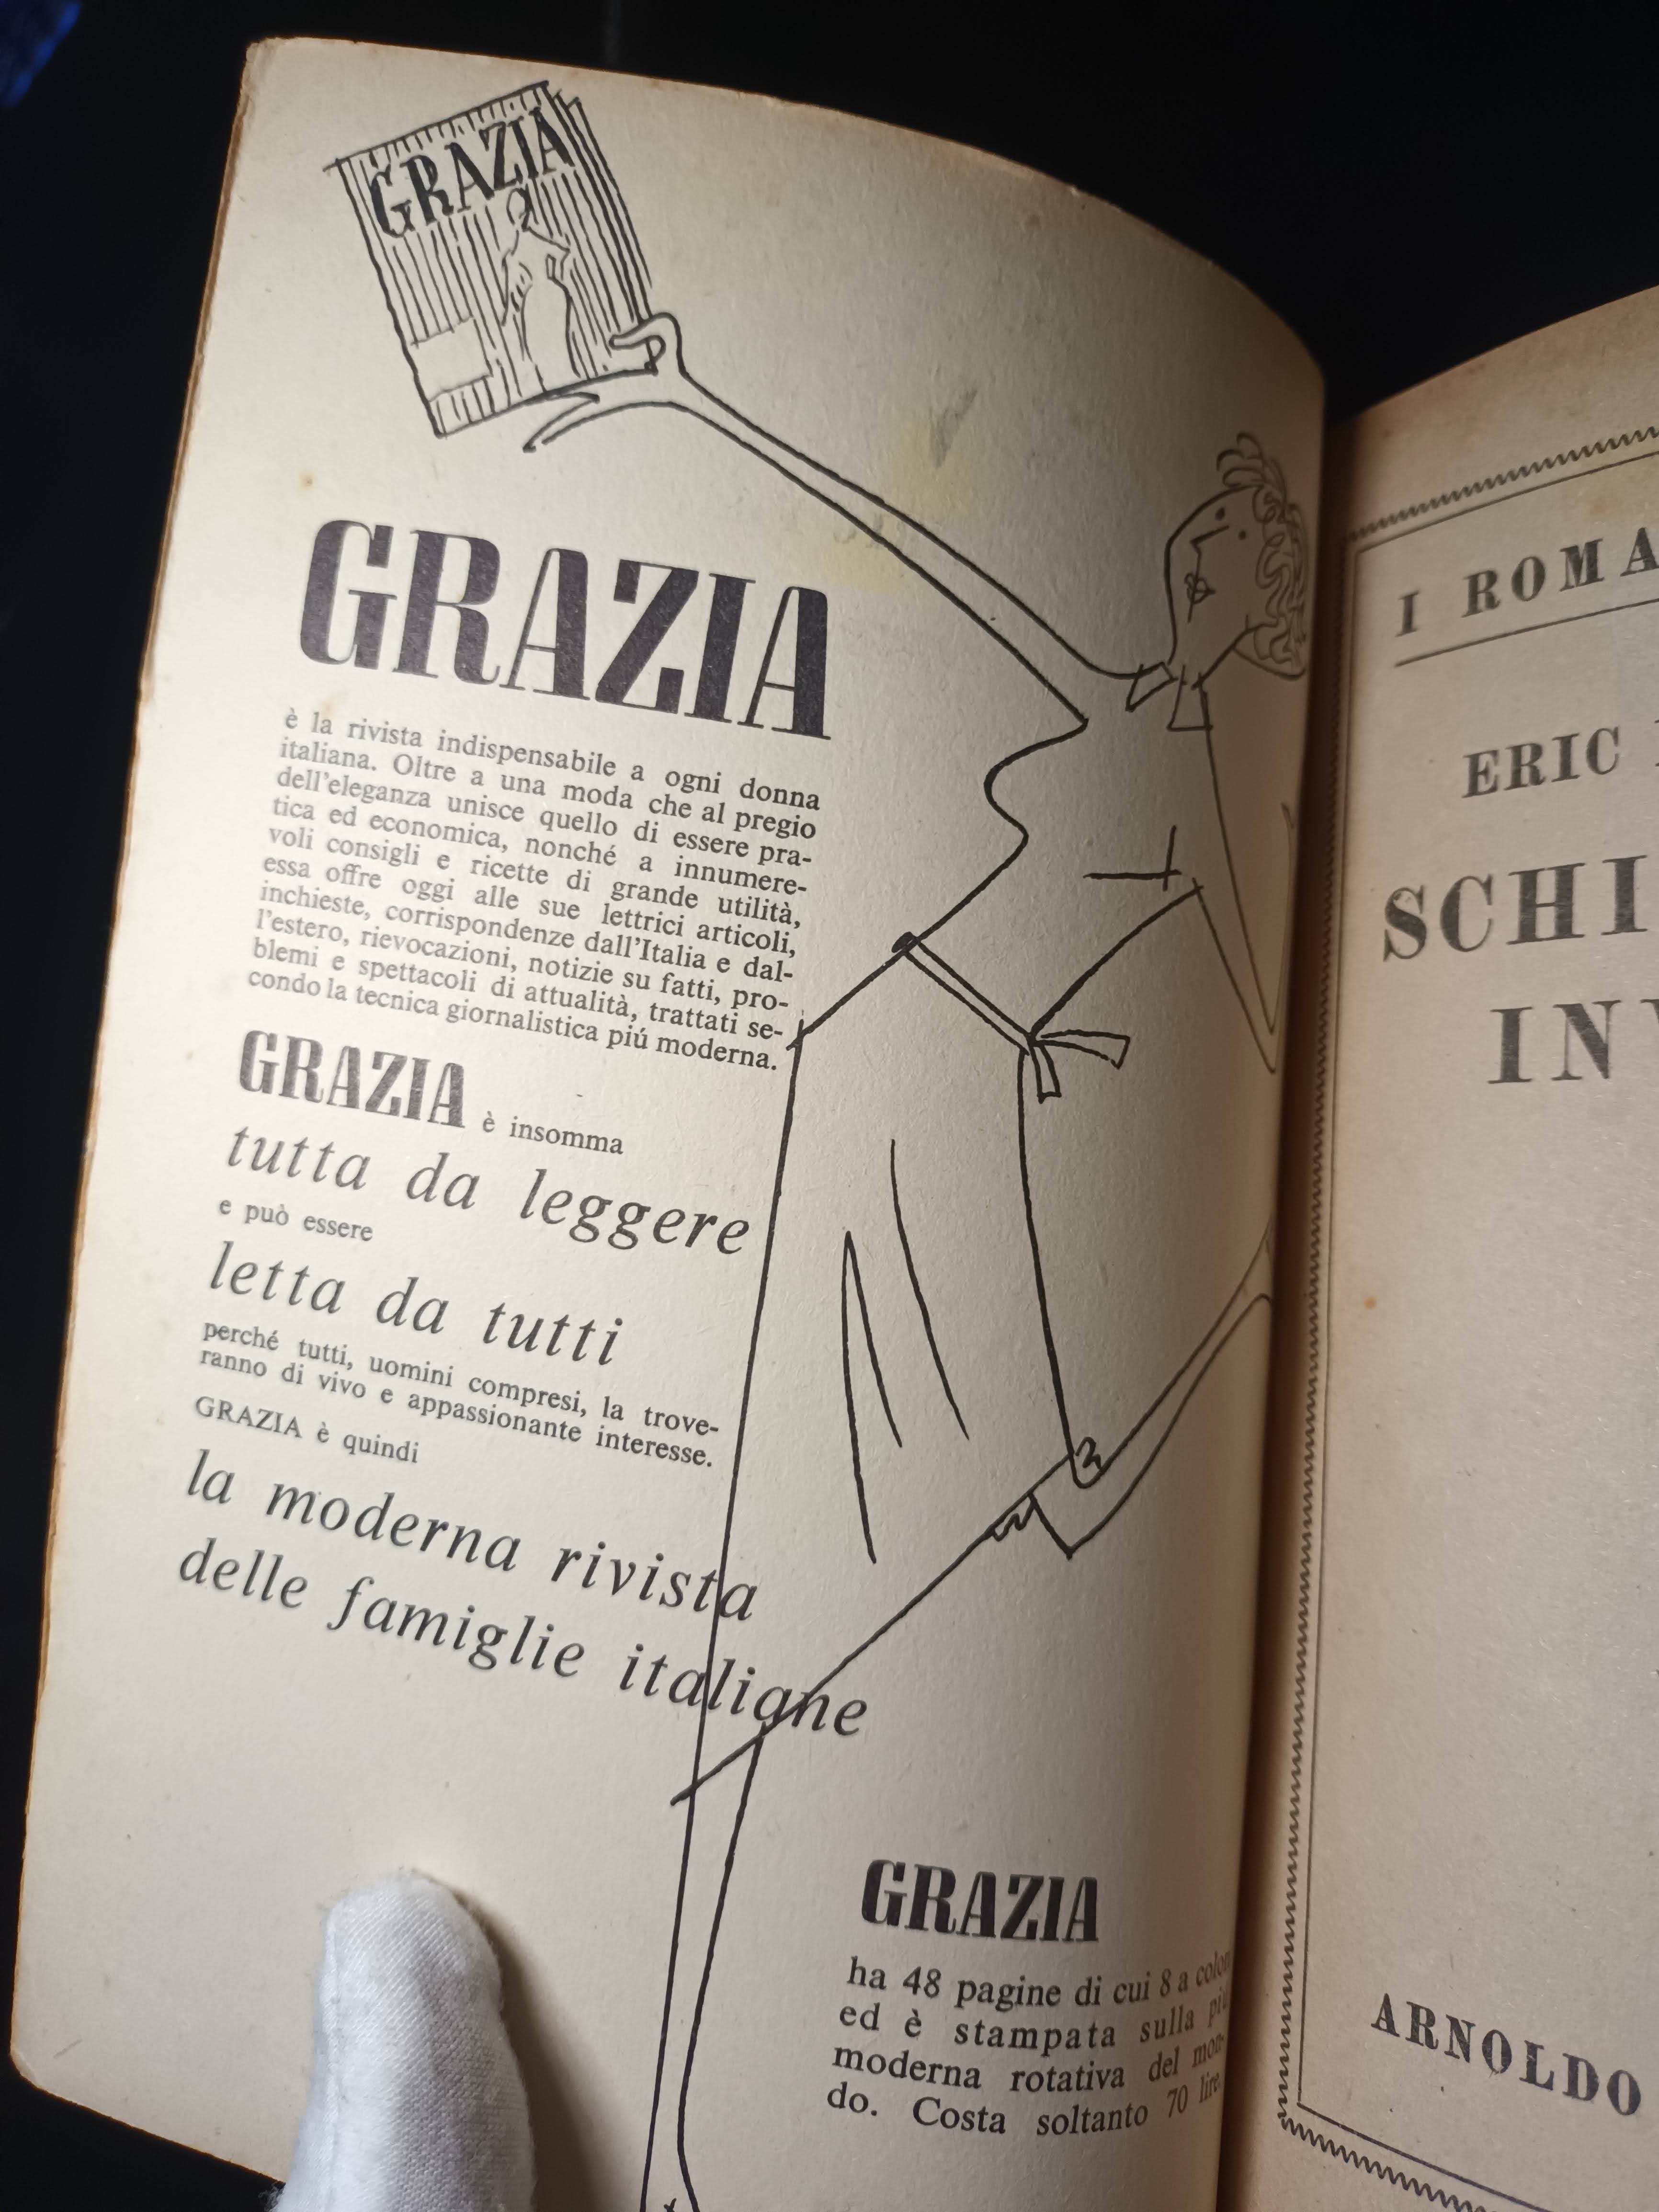 GRAZIA
GRAZIA
è la rivista indispensabile a ogni donna
italiana. Oltre a una moda che al pregio
dell'eleganza unisce quello di essere pra-
tica ed economica, nonché a innumere-
voli consigli e ricette di grande utilità,
essa offre oggi alle sue lettrici articoli,
inchieste, corrispondenze dall'Italia e dal-
l'estero, rievocazioni, notizie su fatti, pro-
blemi e spettacoli di attualità, trattati se-
condo la tecnica giornalistica piú moderna.
GRAZIA è insomma
tutta da leggere
e può essere
letta da tutti
perché tutti, uomini compresi, la trove-
ranno di vivo e appassionante interesse.
GRAZIA è quindi
la moderna rivista
delle famiglie italiane
GRAZIA
ha 48 pagine di cui 8 a colori
ed è stampata sulla piú
moderna rotativa del mon-
do. Costa soltanto 70 lire.
I ROMA
ERIC
SCHI
IN
ARNOLDO